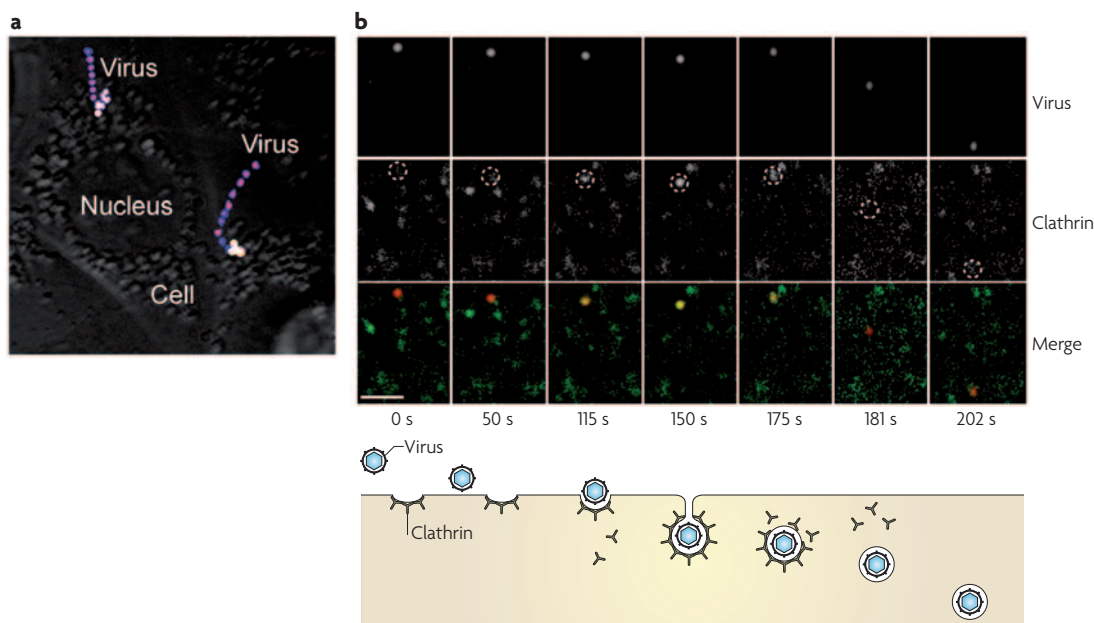 a
Virus
Virus
Nucleus
Cell
b
Virus
Clathrin
Merge
0 s
50 s
115 s
150 s
175 s
181 s
202 s
Virus
Clathrin